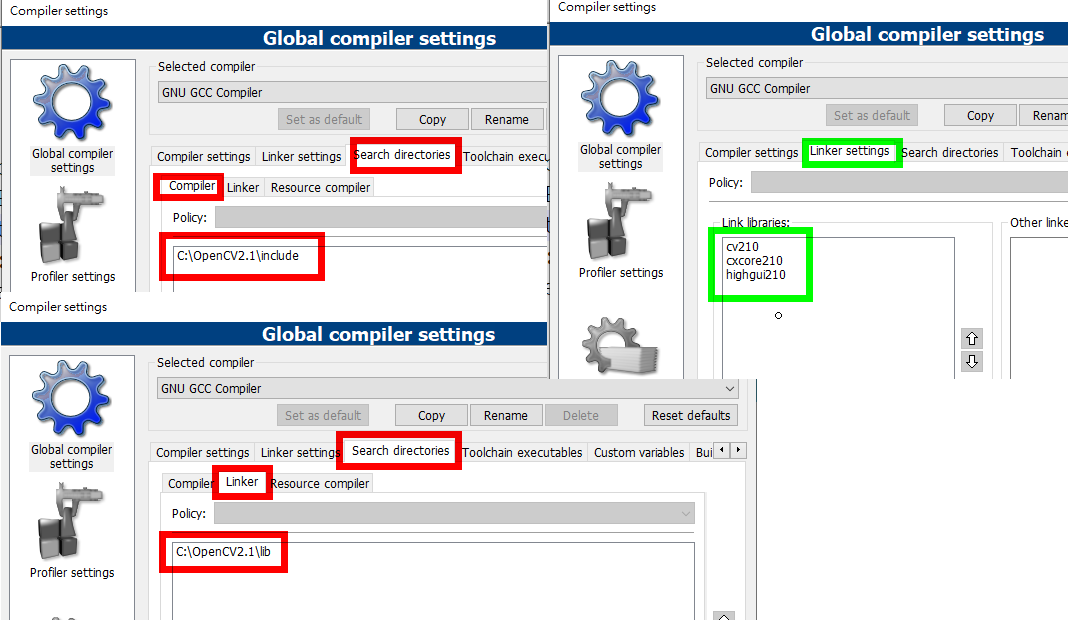 Compiler settings
Global compiler settings
Selected compiler
GNU GCC Compiler
Set as default
Copy
Rename
Compiler settings
Linker settings
Search directories
Toolchain execu
Compiler
Linker
Resource compiler
Policy:
C:\OpenCV2.1\include
Global compiler
settings
Profiler settings
Compiler settings
Global compiler settings
Selected compiler
GNU GCC Compiler
Set as default
Copy
Renam
Compiler settings
Linker settings
Search directories
Toolchain
Policy:
Link libraries:
Other linke
cv210
cxcore210
highgui210
Global compiler
settings
Profiler settings
Compiler settings
Global compiler settings
Selected compiler
GNU GCC Compiler
Set as default
Copy
Rename
Delete
Reset defaults
Compiler settings
Linker settings
Search directories
Toolchain executables
Custom variables
Bui
Compiler
Linker
Resource compiler
Policy:
C:\OpenCV2.1\lib
Global compiler
settings
Profiler settings